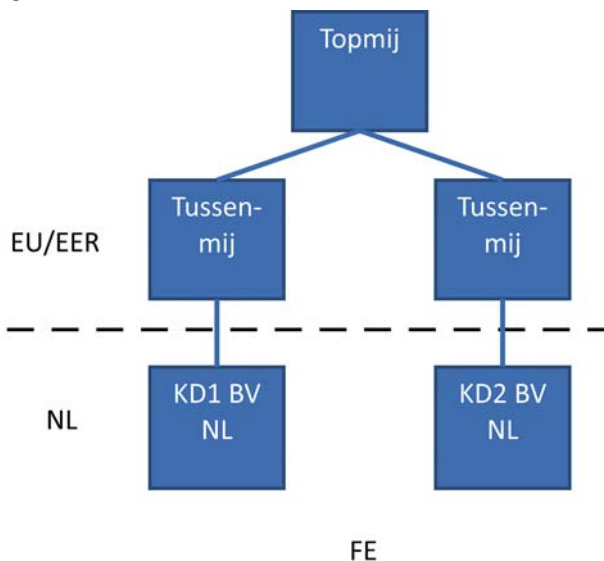 Topmij
Tussen-
mij
Tussen-
mij
EU/EER
KD1 BV
NL
KD2 BV
NL
NL
FE